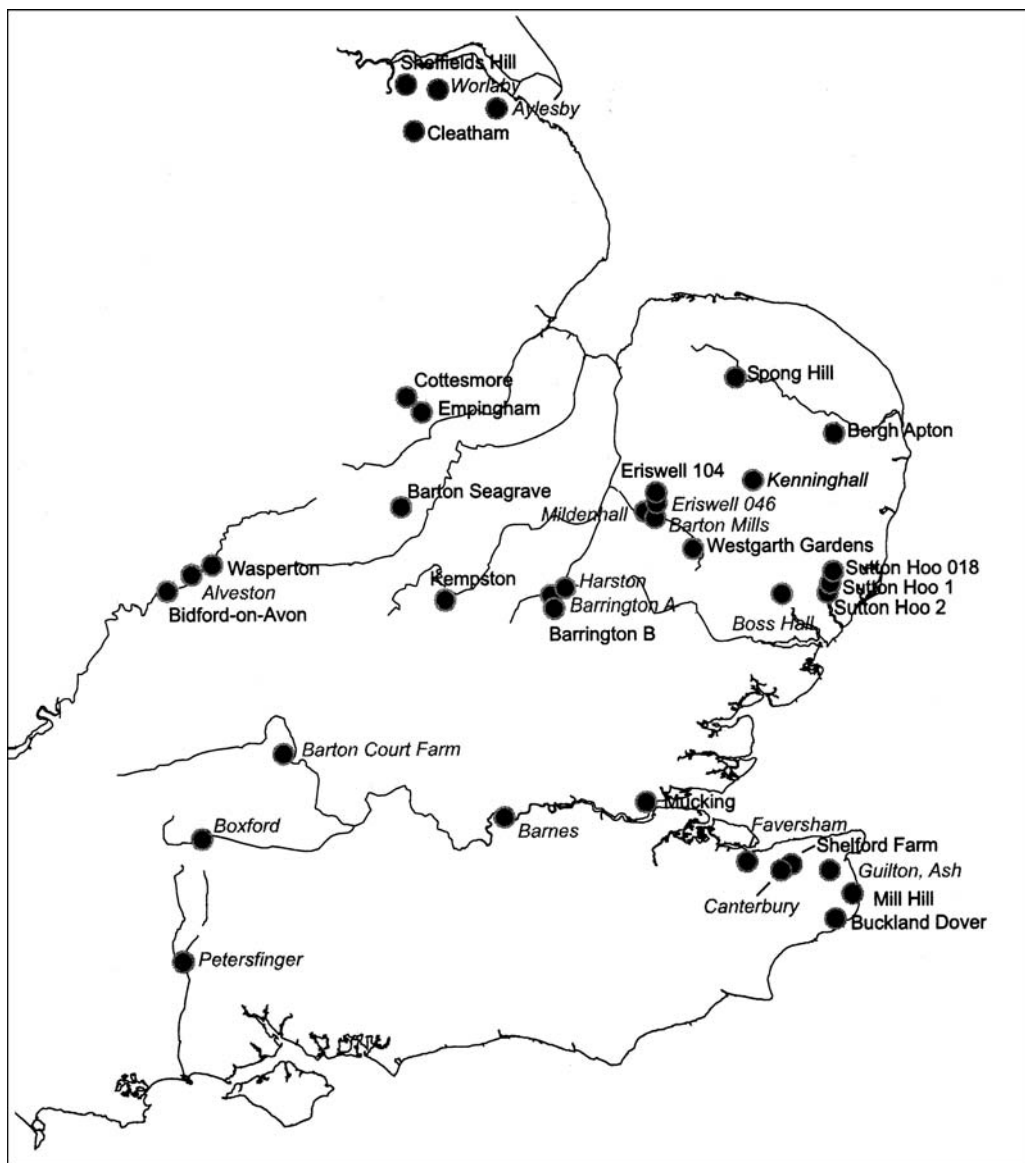 Sheffields Hill
Worlaby
Aylesby
Cleatham
Cottesmore
Empingham
Spong Hill
Bergh Apton
Barton Seagrave
Eriswell 104
Kenninghall
Eriswell 046
Mildenhall
Barton Mills
Westgarth Gardens
Wasperton
Alveston
Bidford-on-Avon
Kempston
Harston
Barrington A
Barrington B
Sutton Hoo 018
Sutton Hoo 1
Sutton Hoo 2
Boss Hall
Barton Court Farm
Mucking
Barnes
Boxford
Faversham
Shelford Farm
Guilton, Ash
Canterbury
Mill Hill
Buckland Dover
Petersfinger